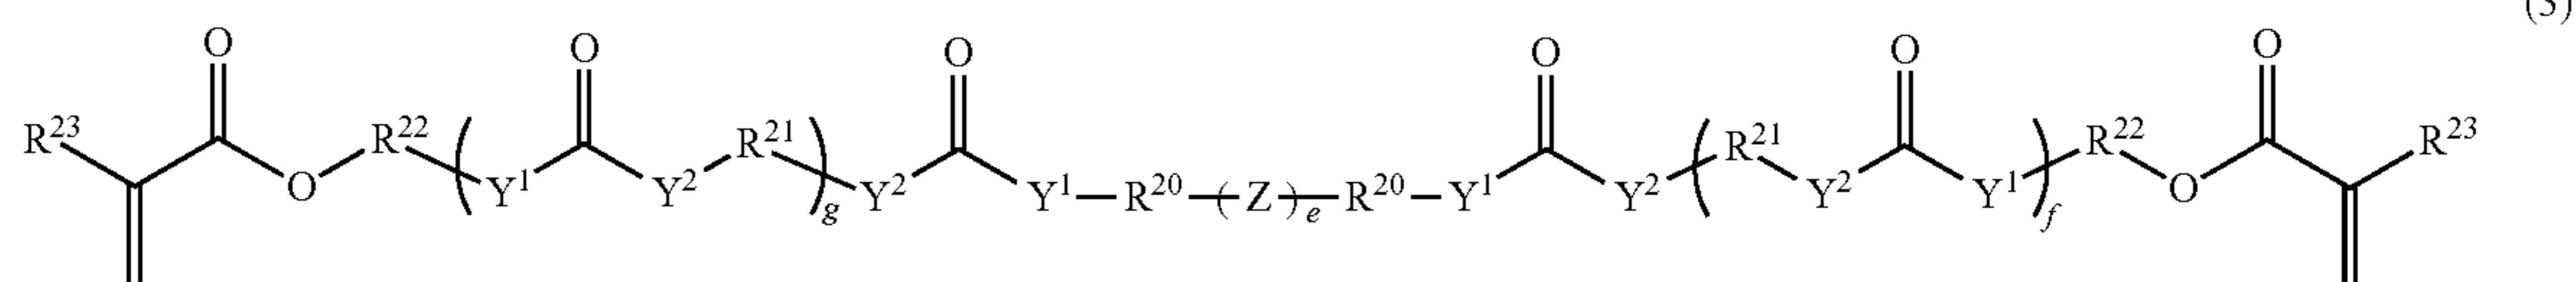 (3)
O O O O O O
R²³ O R²² ( Y¹ Y² R²¹ )g Y² Y¹—R²⁰—(Z)e—R²⁰—Y¹ Y² ( R²¹ Y² Y¹ )f R²² O R²³